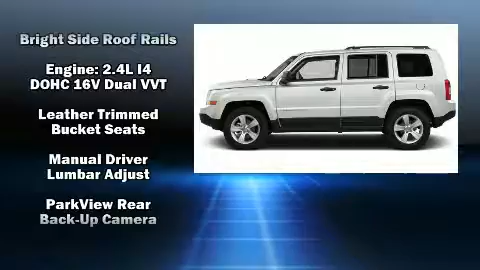 Bright Side Roof Rails
Engine: 2.4L I4
DOHC 16V Dual VVT
Leather Trimmed
Bucket Seats
Manual Driver
Lumbar Adjust
ParkView Rear
Back-Up Camera